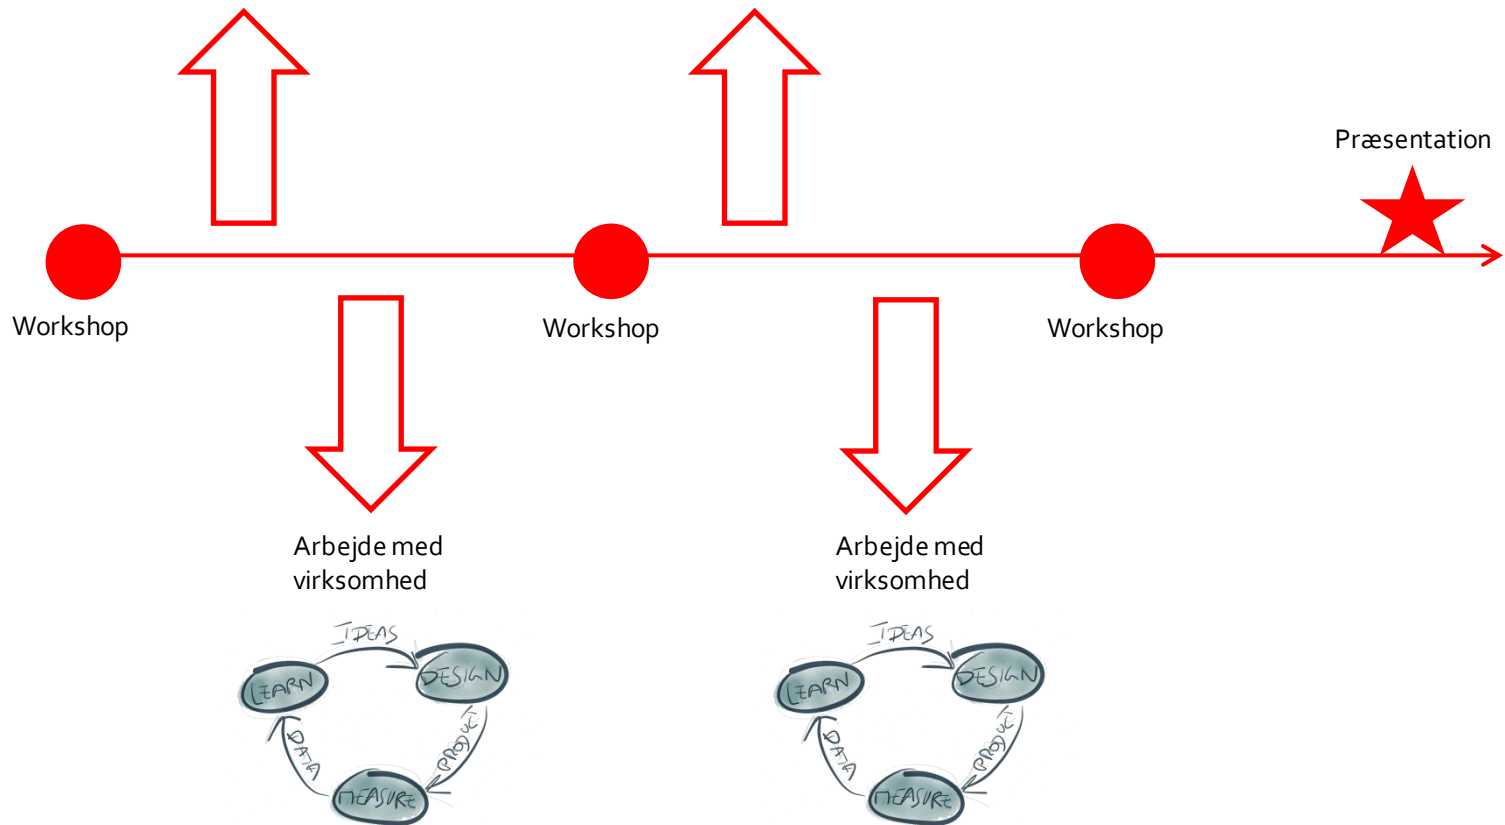 Præsentation
Workshop
Workshop
Workshop
Arbejde med
virksomhed
Arbejde med
virksomhed
IDEAS
LEARN
DESIGN
DATA
PRODUCT
MEASURE
IDEAS
LEARN
DESIGN
DATA
PRODUCT
MEASURE